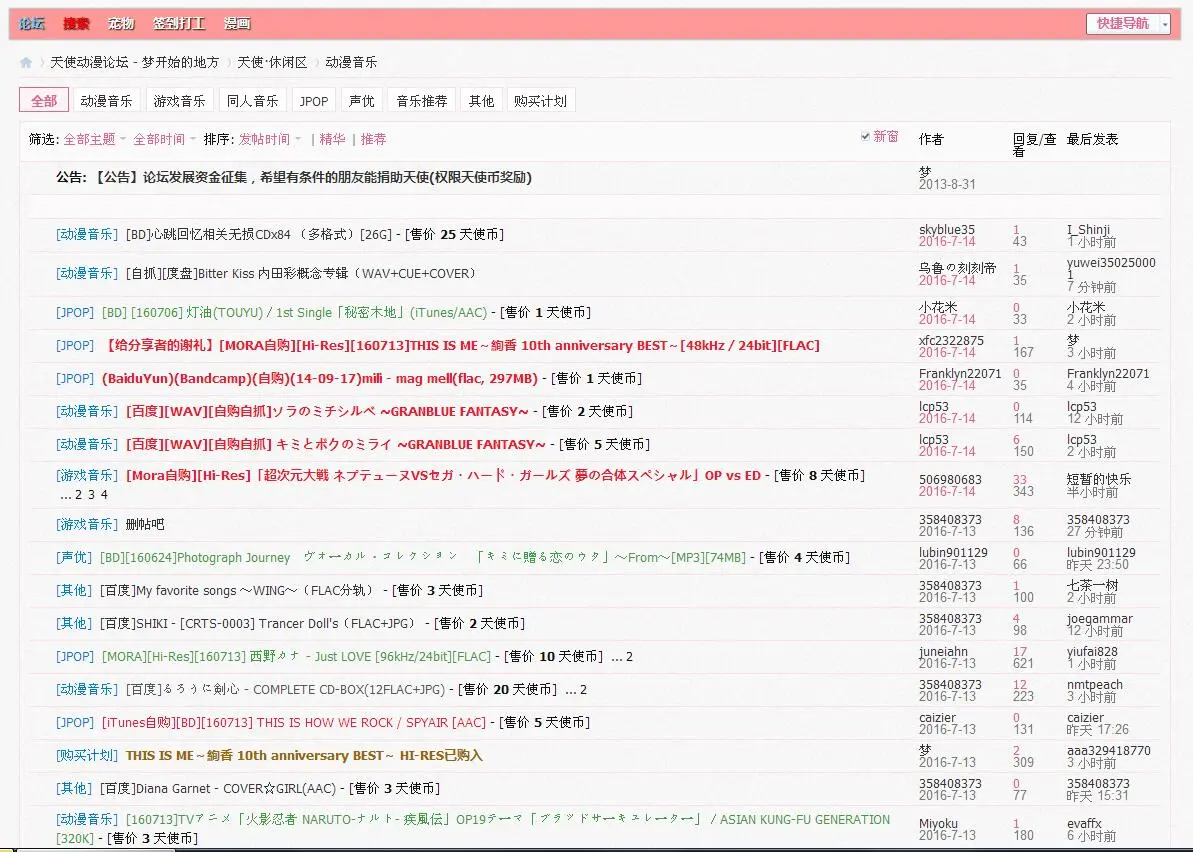 论坛 搜索 宠物 签到打工 漫画 快捷导航
天使动漫论坛 - 梦开始的地方 〉 天使·休闲区 〉 动漫音乐
全部 动漫音乐 游戏音乐 同人音乐 JPOP 声优 音乐推荐 其他 购买计划
筛选: 全部主题 全部时间 排序: 发帖时间 | 精华 | 推荐 新窗 作者 回复/查看 最后发表
公告: 【公告】论坛发展资金征集，希望有条件的朋友能捐助天使(权限天使币奖励) 梦
2013-8-31
[动漫音乐] [BD]心跳回忆相关无损CDx84 （多格式）[26G] - [售价 25 天使币] skyblue35 1 I_Shinji
2016-7-14 43 1 小时前
[动漫音乐] [自抓][度盘]Bitter Kiss 内田彩概念专辑（WAV+CUE+COVER） 乌鲁の刻刻帝 1 yuwei350250001
2016-7-14 35 7 分钟前
[JPOP] [BD] [160706] 灯油(TOUYU) / 1st Single「秘密木地」(iTunes/AAC) - [售价 1 天使币] 小花米 0 小花米
2016-7-14 33 2 小时前
[JPOP] 【给分享者的谢礼】[MORA自购][Hi-Res][160713]THIS IS ME～絢香 10th anniversary BEST～[48kHz / 24bit][FLAC] xfc2322875 1 梦
2016-7-14 167 3 小时前
[JPOP] (BaiduYun)(Bandcamp)(自购)(14-09-17)mili - mag mell(flac, 297MB) - [售价 1 天使币] Franklyn22071 0 Franklyn22071
2016-7-14 35 4 小时前
[动漫音乐] [百度][WAV][自购自抓]ソラのミチシルベ ~GRANBLUE FANTASY~ - [售价 2 天使币] lcp53 0 lcp53
2016-7-14 114 12 小时前
[动漫音乐] [百度][WAV][自购自抓] キミとボクのミライ ~GRANBLUE FANTASY~ - [售价 5 天使币] lcp53 6 lcp53
2016-7-14 150 2 小时前
[游戏音乐] [Mora自购][Hi-Res]「超次元大戦 ネプテューヌVSセガ・ハード・ガールズ 夢の合体スペシャル」OP vs ED - [售价 8 天使币] 506980683 33 短暂的快乐
... 2 3 4 2016-7-14 343 半小时前
[游戏音乐] 删帖吧 358408373 8 358408373
2016-7-13 136 27 分钟前
[声优] [BD][160624]Photograph Journey ヴォーカル・コレクション 「キミに贈る恋のウタ」～From～[MP3][74MB] - [售价 4 天使币] lubin901129 0 lubin901129
2016-7-13 66 昨天 23:50
[其他] [百度]My favorite songs ～WING～（FLAC分轨） - [售价 3 天使币] 358408373 1 七茶一树
2016-7-13 100 2 小时前
[其他] [百度]SHIKI - [CRTS-0003] Trancer Doll's（FLAC+JPG） - [售价 2 天使币] 358408373 4 joegammar
2016-7-13 98 12 小时前
[JPOP] [MORA][Hi-Res][160713] 西野カナ - Just LOVE [96kHz/24bit][FLAC] - [售价 10 天使币] ... 2 juneiahn 17 yiufai828
2016-7-13 621 1 小时前
[动漫音乐] [百度]るろうに剣心 - COMPLETE CD-BOX(12FLAC+JPG) - [售价 20 天使币] ... 2 358408373 12 nmtpeach
2016-7-13 223 3 小时前
[JPOP] [iTunes自购][BD][160713] THIS IS HOW WE ROCK / SPYAIR [AAC] - [售价 5 天使币] caizier 0 caizier
2016-7-13 131 昨天 17:26
[购买计划] THIS IS ME～絢香 10th anniversary BEST～ HI-RES已购入 梦 2 aaa329418770
2016-7-13 309 3 小时前
[其他] [百度]Diana Garnet - COVER☆GIRL(AAC) - [售价 3 天使币] 358408373 0 358408373
2016-7-13 77 昨天 15:31
[动漫音乐] [160713]TVアニメ「火影忍者 NARUTO-ナルト- 疾風伝」OP19テーマ「ブラッドサーキュレーター」 / ASIAN KUNG-FU GENERATION Miyoku 1 evaffx
[320K] - [售价 3 天使币] 2016-7-13 180 6 小时前